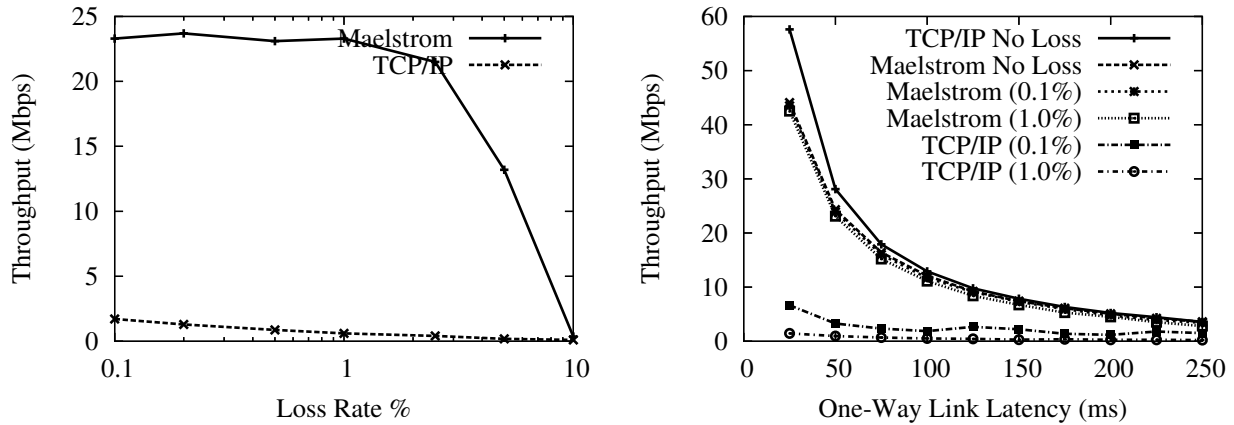 25
20
15
10
5
0
Throughput (Mbps)
0.1
1
10
Loss Rate %
Maelstrom
TCP/IP
60
50
40
30
20
10
0
Throughput (Mbps)
0
50
100
150
200
250
One-Way Link Latency (ms)
TCP/IP No Loss
Maelstrom No Loss
Maelstrom (0.1%)
Maelstrom (1.0%)
TCP/IP (0.1%)
TCP/IP (1.0%)